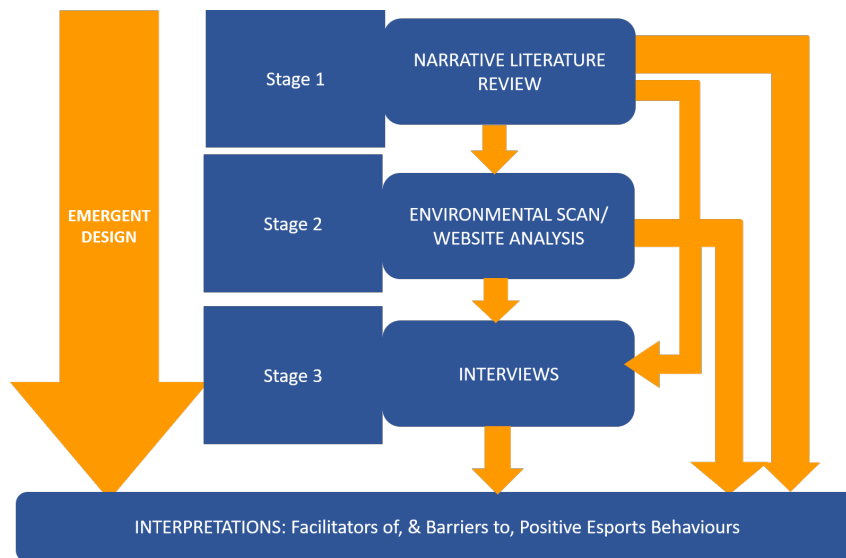 Stage 1
NARRATIVE LITERATURE
REVIEW
EMERGENT
DESIGN
Stage 2
ENVIRONMENTAL SCAN/
WEBSITE ANALYSIS
Stage 3
INTERVIEWS
INTERPRETATIONS: Facilitators of, & Barriers to, Positive Esports Behaviours